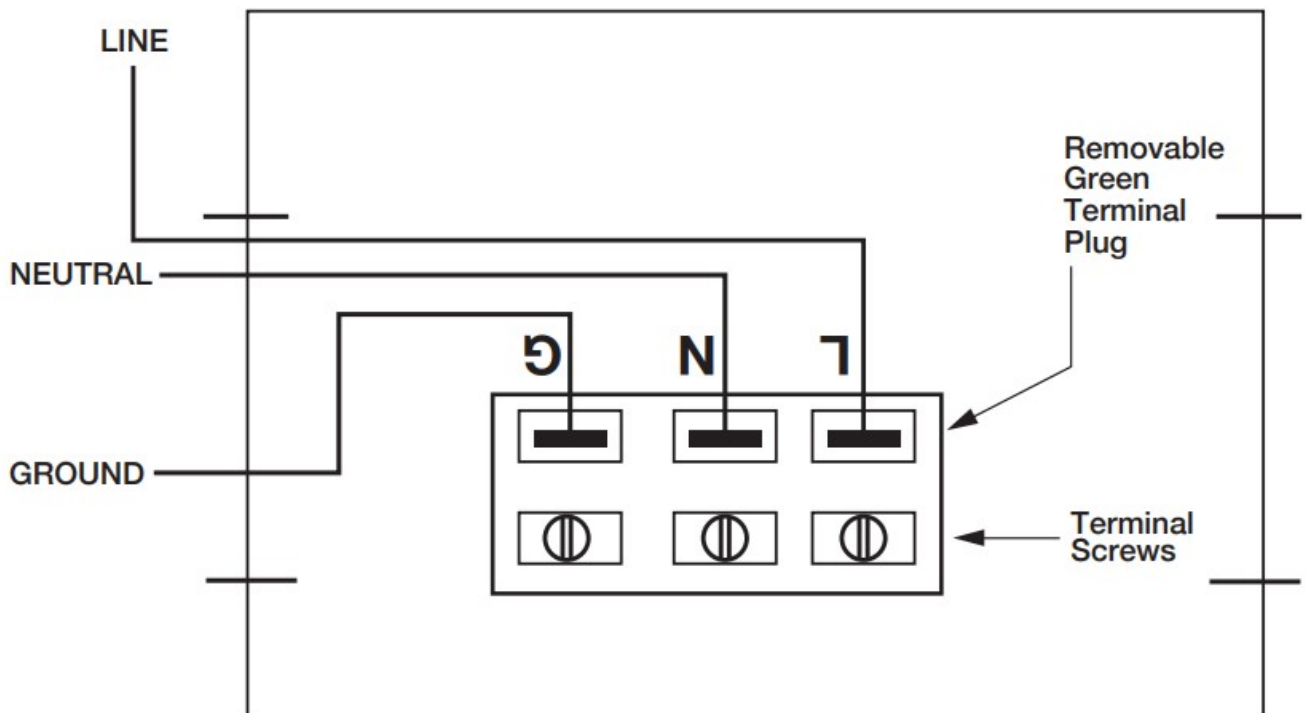 LINE
Removable
Green
Terminal
Plug
NEUTRAL
G N L
GROUND
Terminal
Screws